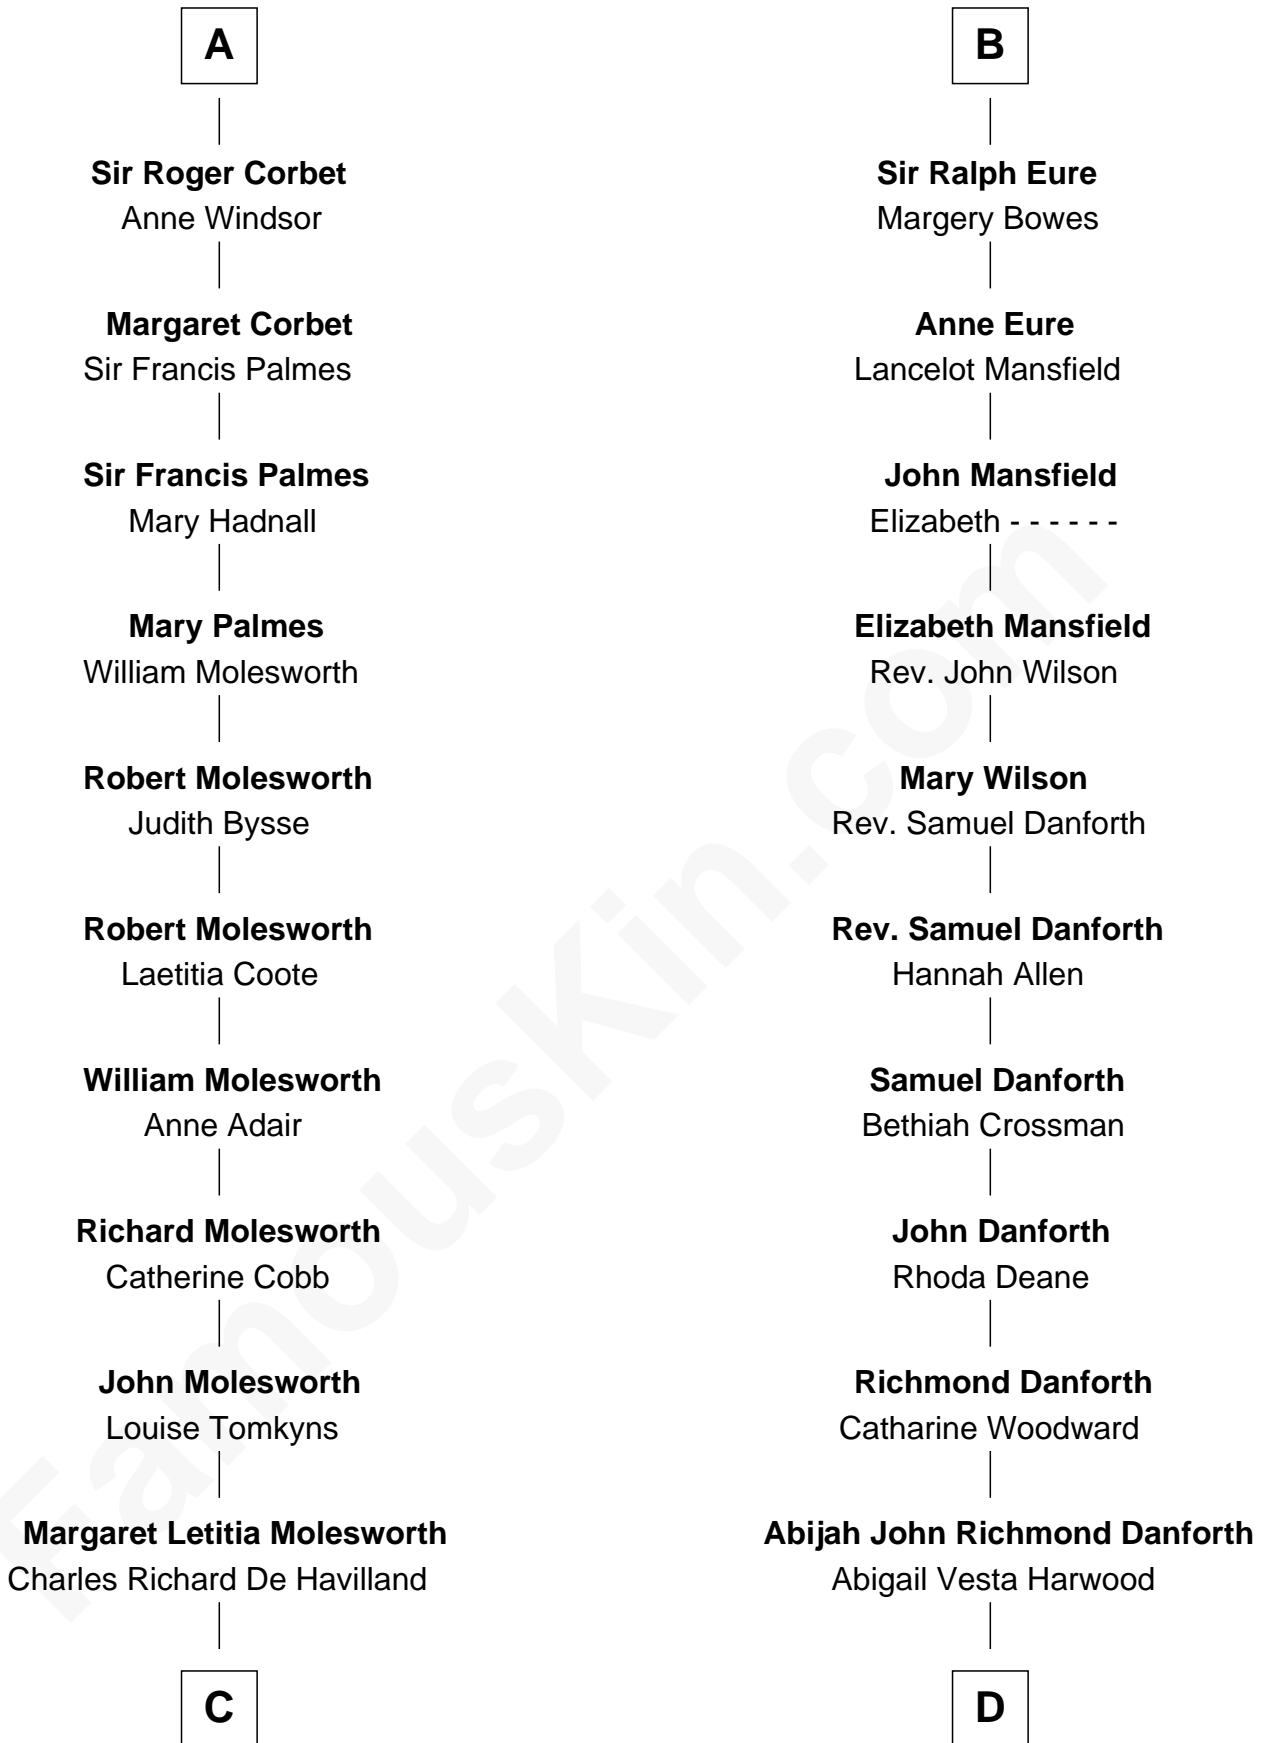 A
Sir Roger Corbet
Anne Windsor
Margaret Corbet
Sir Francis Palmes
Sir Francis Palmes
Mary Hadnall
Mary Palmes
William Molesworth
Robert Molesworth
Judith Bysse
Robert Molesworth
Laetitia Coote
William Molesworth
Anne Adair
Richard Molesworth
Catherine Cobb
John Molesworth
Louise Tomkyns
Margaret Letitia Molesworth
Charles Richard De Havilland
C
B
Sir Ralph Eure
Margery Bowes
Anne Eure
Lancelot Mansfield
John Mansfield
Elizabeth - - - - - -
Elizabeth Mansfield
Rev. John Wilson
Mary Wilson
Rev. Samuel Danforth
Rev. Samuel Danforth
Hannah Allen
Samuel Danforth
Bethiah Crossman
John Danforth
Rhoda Deane
Richmond Danforth
Catharine Woodward
Abijah John Richmond Danforth
Abigail Vesta Harwood
D
FamousKin.com